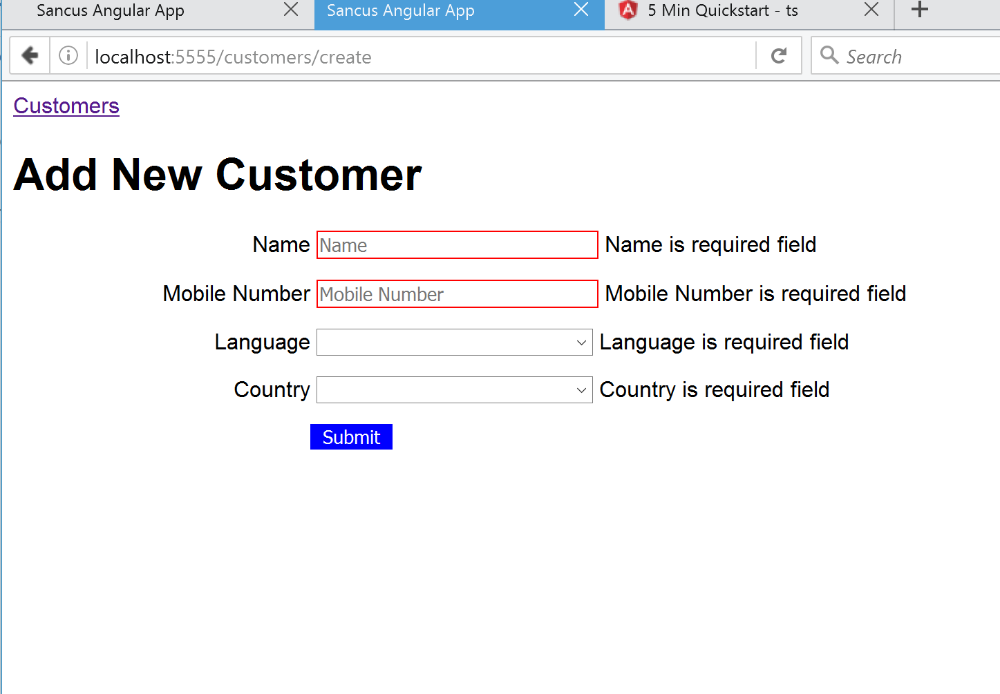 Sancus Angular App
Sancus Angular App
5 Min Quickstart - ts
localhost:5555/customers/create
Search
Customers
Add New Customer
Name Name Name is required field
Mobile Number Mobile Number Mobile Number is required field
Language Language is required field
Country Country is required field
Submit